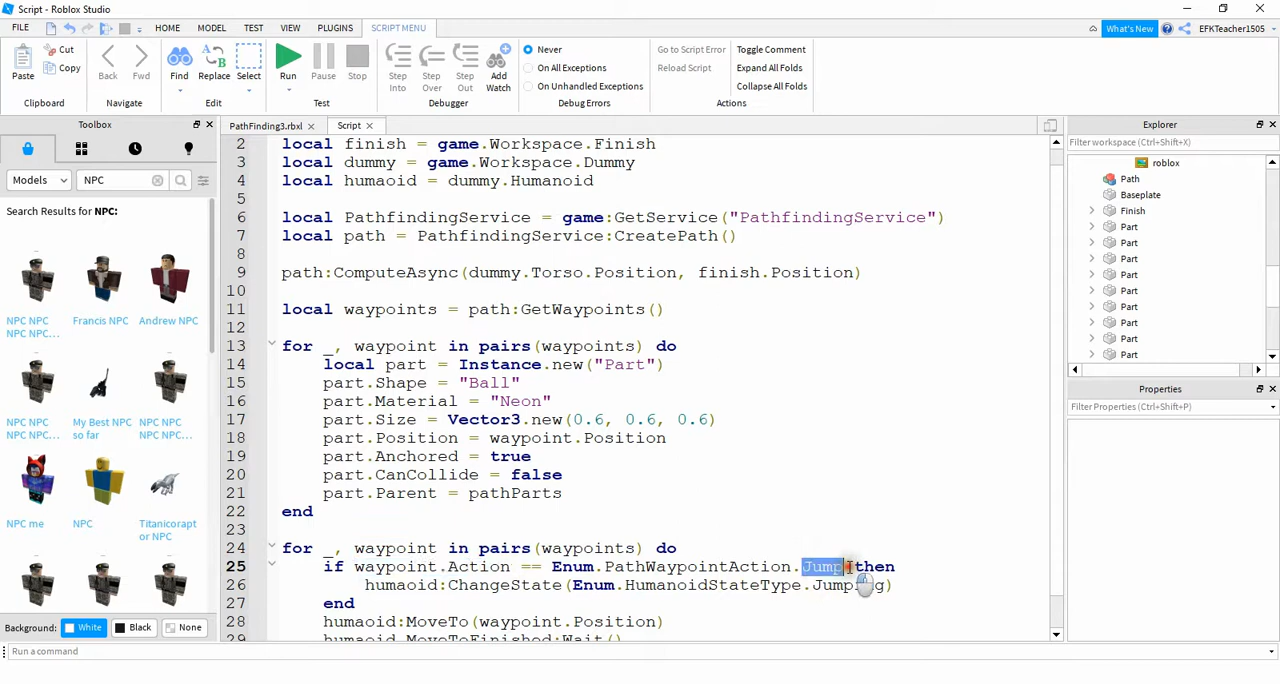 Script - Roblox Studio
FILE HOME MODEL TEST VIEW PLUGINS SCRIPT MENU What's New EFKTeacher1505
Paste Cut Copy Back Fwd Find Replace Select Run Pause Stop Step Into Step Over Step Out Add Watch Never On All Exceptions On Unhandled Exceptions Go to Script Error Reload Script Toggle Comment Expand All Folds Collapse All Folds
Clipboard Navigate Edit Test Debugger Debug Errors Actions
Toolbox
Models NPC
Search Results for NPC:
NPC NPC NPC NPC... Francis NPC Andrew NPC
NPC NPC NPC NPC... My Best NPC so far NPC NPC NPC NPC...
NPC me NPC Titanicorapt or NPC
Background: White Black None
Run a command
PathFinding3.rbxl Script
2 local finish = game.Workspace.Finish
3 local dummy = game.Workspace.Dummy
4 local humaoid = dummy.Humanoid
5
6 local PathfindingService = game:GetService("PathfindingService")
7 local path = PathfindingService:CreatePath()
8
9 path:ComputeAsync(dummy.Torso.Position, finish.Position)
10
11 local waypoints = path:GetWaypoints()
12
13 for _, waypoint in pairs(waypoints) do
14 local part = Instance.new("Part")
15 part.Shape = "Ball"
16 part.Material = "Neon"
17 part.Size = Vector3.new(0.6, 0.6, 0.6)
18 part.Position = waypoint.Position
19 part.Anchored = true
20 part.CanCollide = false
21 part.Parent = pathParts
22 end
23
24 for _, waypoint in pairs(waypoints) do
25 if waypoint.Action == Enum.PathWaypointAction.Jump then
26 humaoid:ChangeState(Enum.HumanoidStateType.Jumping)
27 end
28 humaoid:MoveTo(waypoint.Position)
29 humaoid.MoveToFinished:Wait()
Explorer
Filter workspace (Ctrl+Shift+X)
roblox
Path
Baseplate
Finish
Part
Part
Part
Part
Part
Part
Part
Part
Part
Properties
Filter Properties (Ctrl+Shift+P)